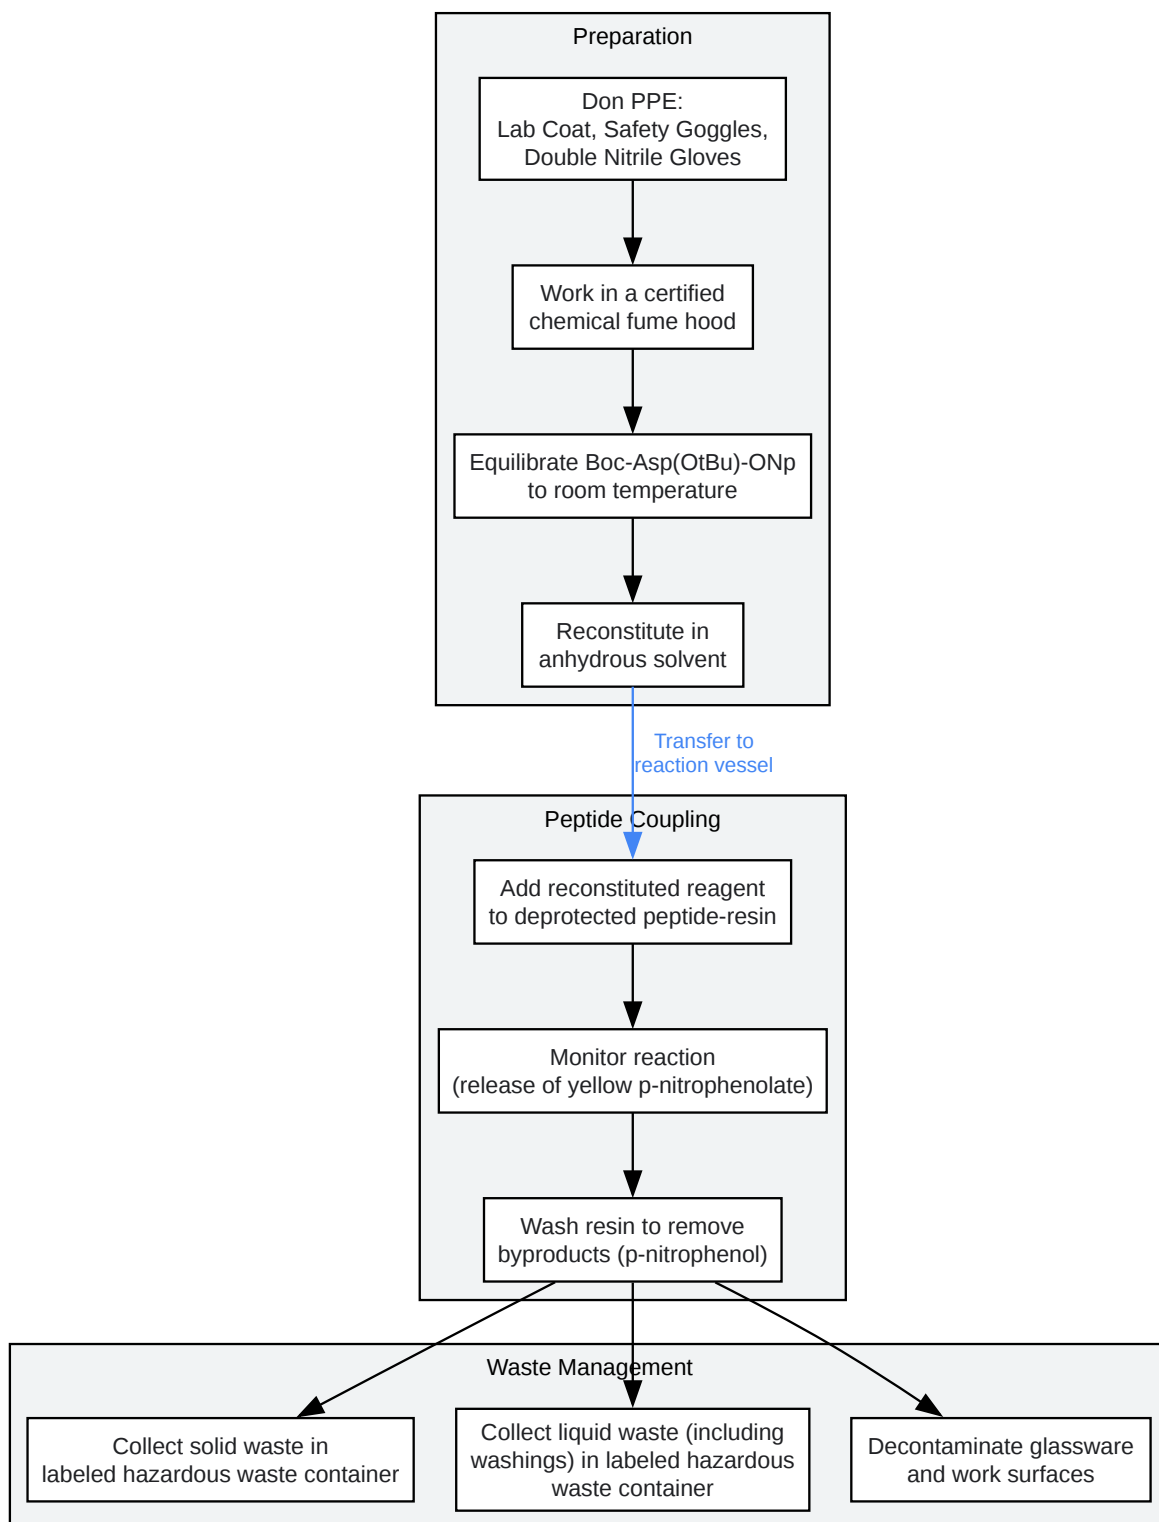 Preparation
Don PPE:
Lab Coat, Safety Goggles,
Double Nitrile Gloves
Work in a certified
chemical fume hood
Equilibrate Boc-Asp(OtBu)-ONp
to room temperature
Reconstitute in
anhydrous solvent
Transfer to
reaction vessel
Peptide Coupling
Add reconstituted reagent
to deprotected peptide-resin
Monitor reaction
(release of yellow p-nitrophenolate)
Wash resin to remove
byproducts (p-nitrophenol)
Waste Management
Collect solid waste in
labeled hazardous waste container
Collect liquid waste (including
washings) in labeled hazardous
waste container
Decontaminate glassware
and work surfaces